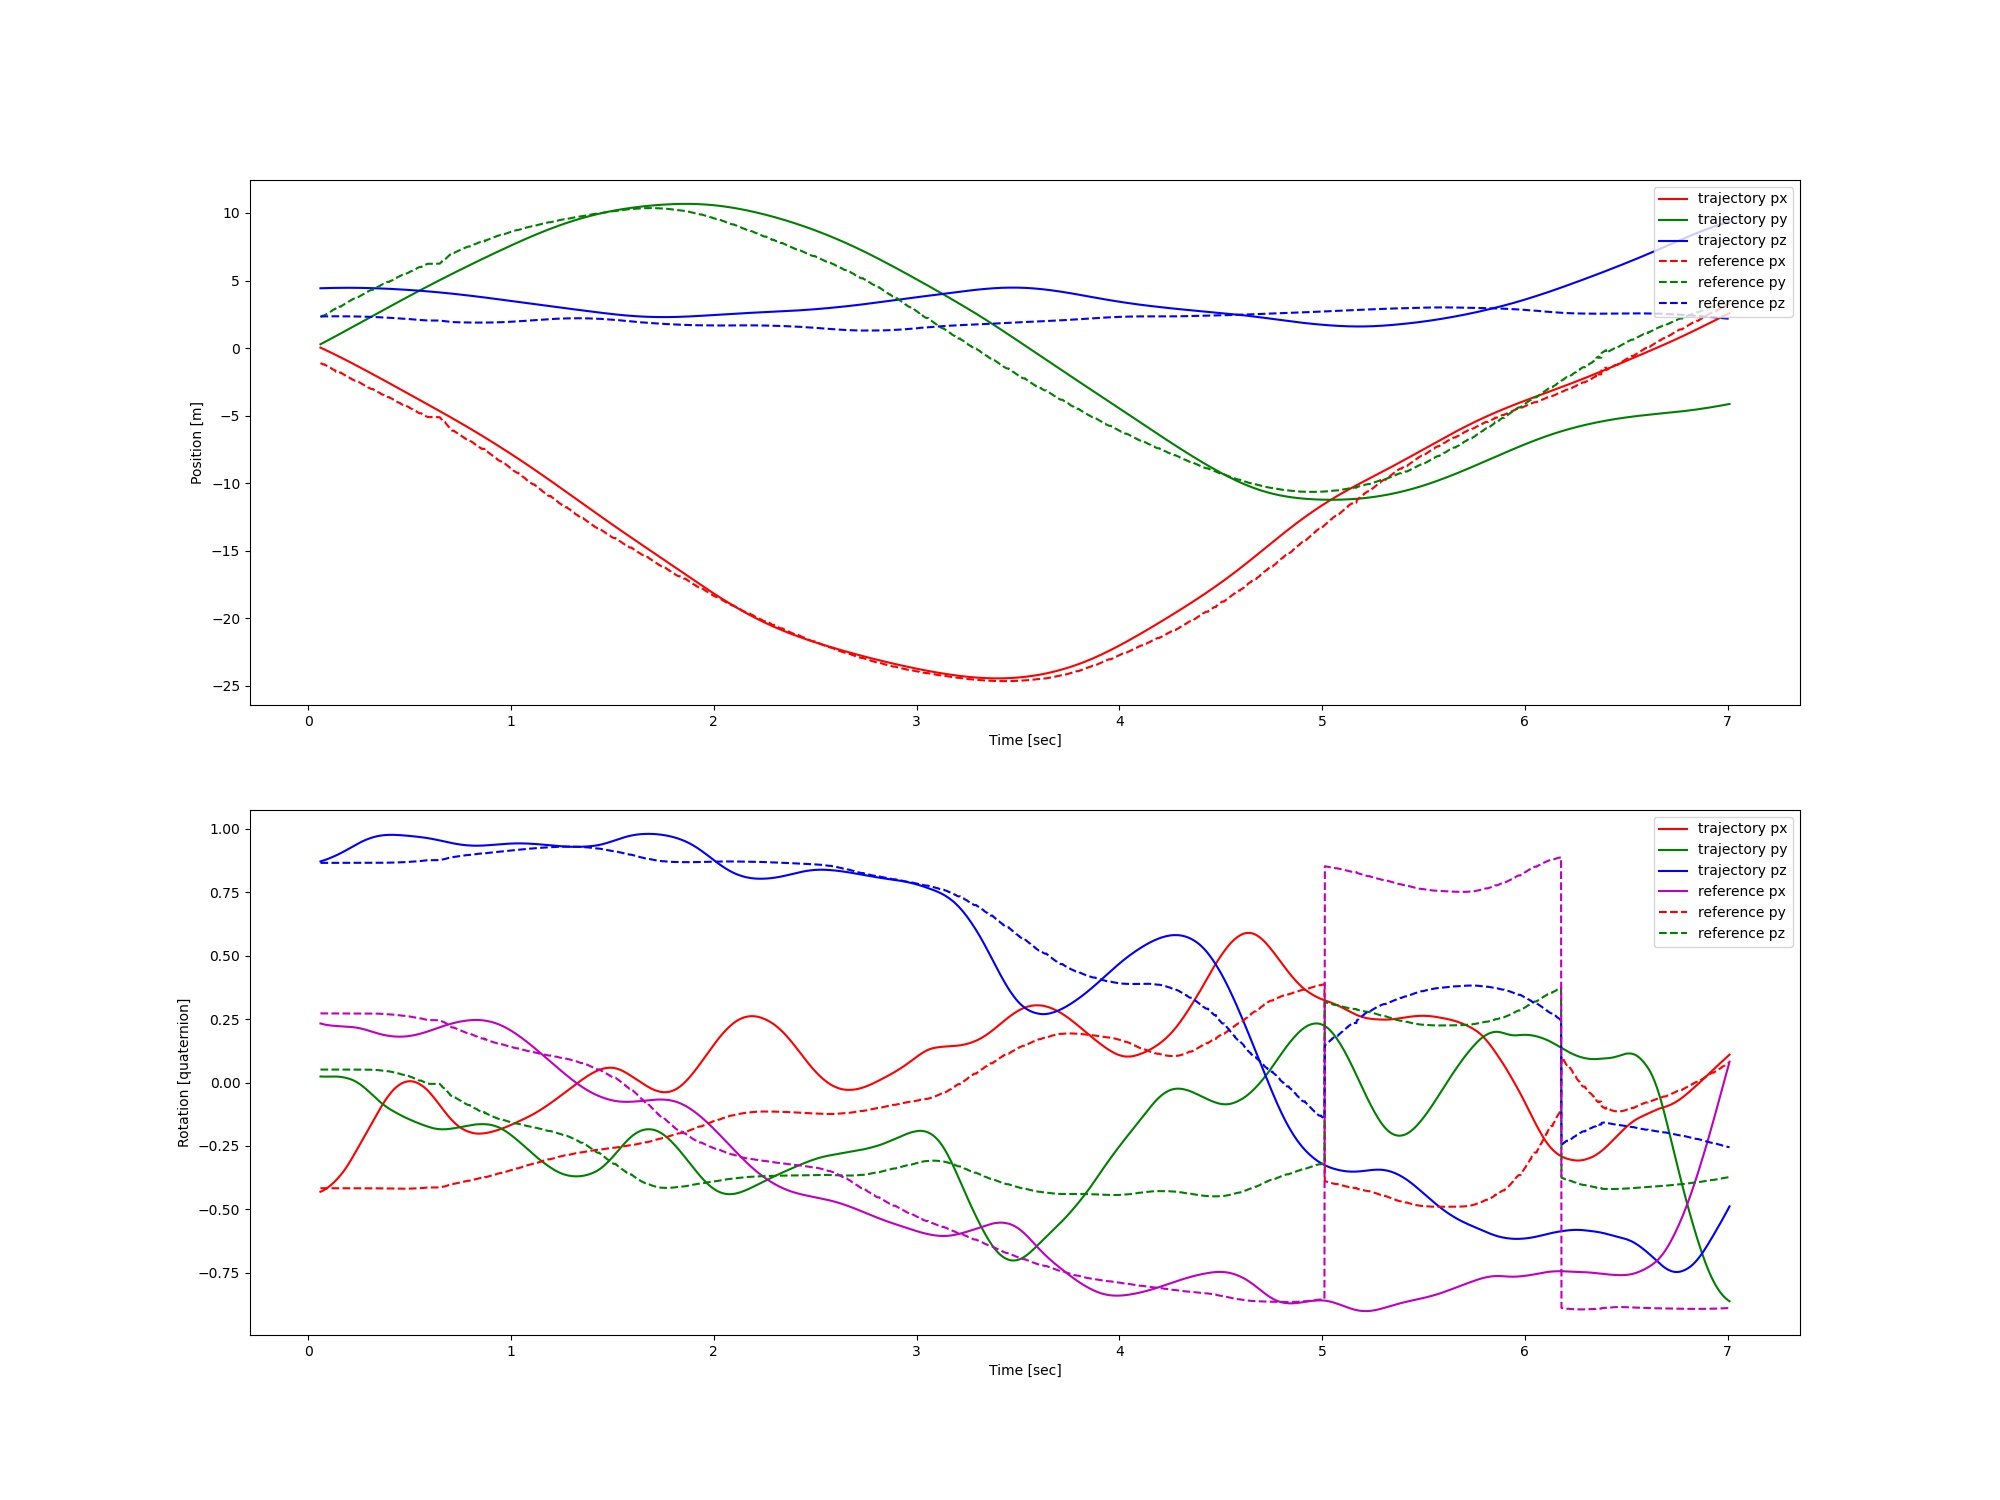 10
5
0
−5
−10
−15
−20
−25
Position [m]
0 1 2 3 4 5 6 7
Time [sec]
trajectory px
trajectory py
trajectory pz
reference px
reference py
reference pz
1.00
0.75
0.50
0.25
0.00
−0.25
−0.50
−0.75
Rotation [quaternion]
0 1 2 3 4 5 6 7
Time [sec]
trajectory px
trajectory py
trajectory pz
reference px
reference py
reference pz